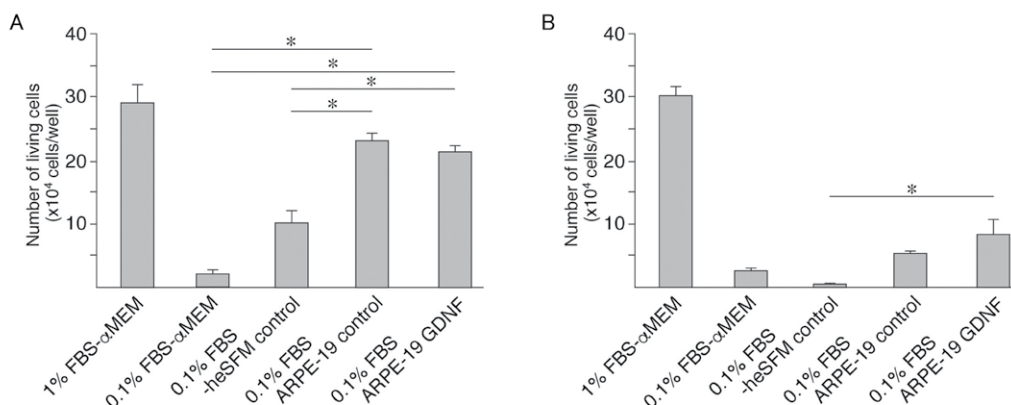 A
Number of living cells
(x10⁴ cells/well)
40
30
20
10
*
*
*
*
1% FBS-αMEM
0.1% FBS-αMEM
0.1% FBS
-heSFM control
0.1% FBS
ARPE-19 control
0.1% FBS
ARPE-19 GDNF
B
Number of living cells
(x10⁴ cells/well)
40
30
20
10
*
1% FBS-αMEM
0.1% FBS-αMEM
0.1% FBS
-heSFM control
0.1% FBS
ARPE-19 control
0.1% FBS
ARPE-19 GDNF